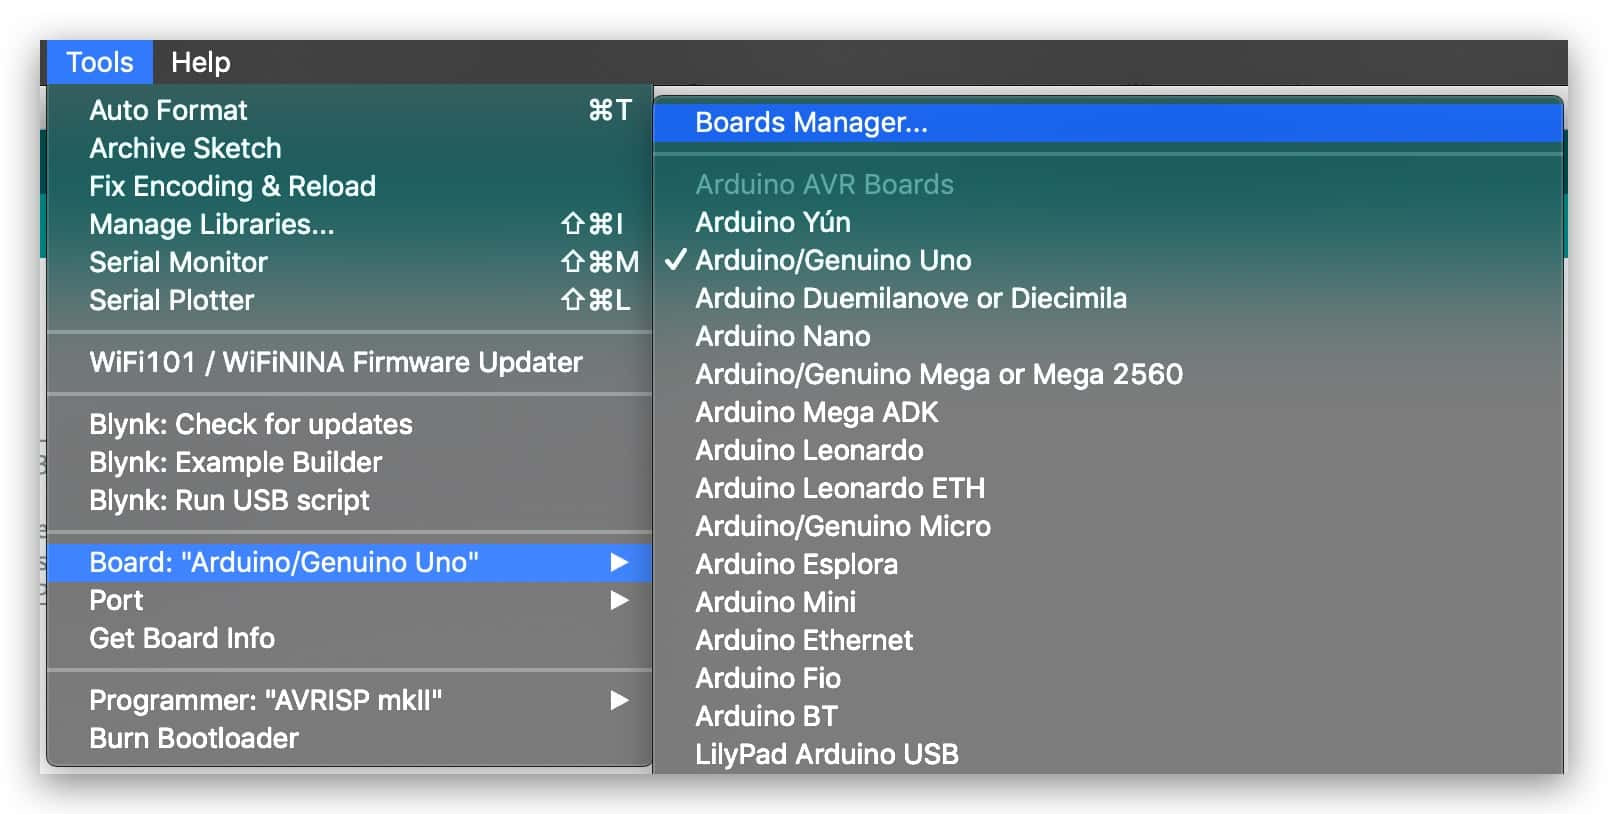 Tools Help
Auto Format ⌘T
Archive Sketch
Fix Encoding & Reload
Manage Libraries... ⇧⌘I
Serial Monitor ⇧⌘M
Serial Plotter ⇧⌘L
WiFi101 / WiFiNINA Firmware Updater
Blynk: Check for updates
Blynk: Example Builder
Blynk: Run USB script
Board: "Arduino/Genuino Uno" ▶
Port ▶
Get Board Info
Programmer: "AVRISP mkII" ▶
Burn Bootloader
Boards Manager...
Arduino AVR Boards
Arduino Yún
✓ Arduino/Genuino Uno
Arduino Duemilanove or Diecimila
Arduino Nano
Arduino/Genuino Mega or Mega 2560
Arduino Mega ADK
Arduino Leonardo
Arduino Leonardo ETH
Arduino/Genuino Micro
Arduino Esplora
Arduino Mini
Arduino Ethernet
Arduino Fio
Arduino BT
LilyPad Arduino USB